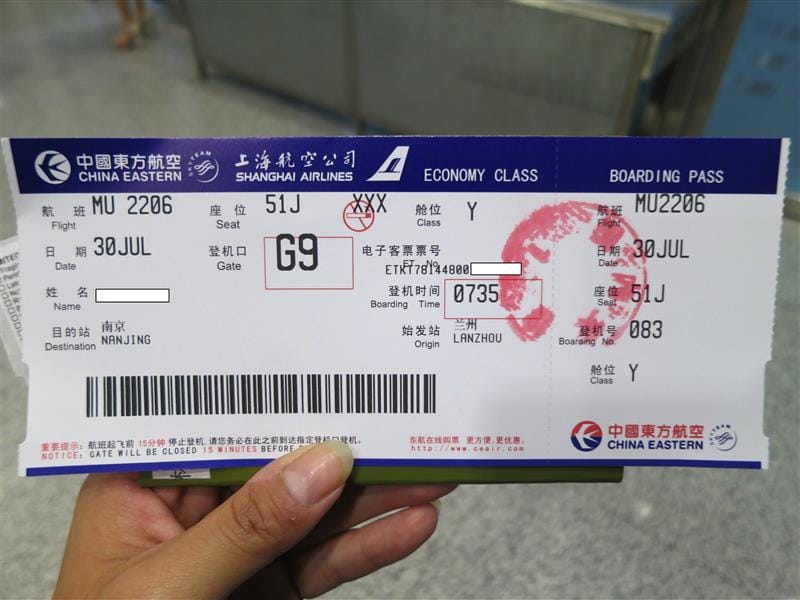 中國東方航空 CHINA EASTERN SKYTEAM 上海航空公司 SHANGHAI AIRLINES ECONOMY CLASS BOARDING PASS
航 班 Flight MU 2206 座 位 Seat 51J XXX 舱位 Class Y 航班 Flight MU2206
日 期 Date 30JUL 登机口 Gate G9 电子客票票号 ET. No. ETKT78144800 日期 Date 30JUL
姓 名 Name 登机时间 Boarding Time 0735 座位 Seat 51J
目的站 Destination 南京 NANJING 始发站 Origin 兰州 LANZHOU 登机号 Boarding No. 083
舱位 Class Y
重要提示: 航班起飞前 15分钟 停止登机, 请您务必在此之前到达指定登机口登机。
NOTICE: GATE WILL BE CLOSED 15 MINUTES BEFORE
东航在线购票 更方便,更优惠。
http://www.ceair.com
中國東方航空 CHINA EASTERN SKYTEAM